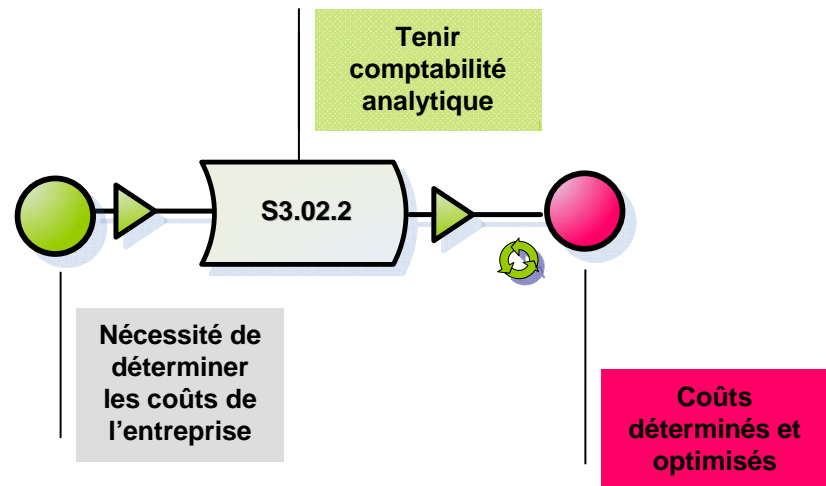 Tenir
comptabilité
analytique
S3.02.2
Nécessité de
déterminer
les coûts de
l’entreprise
Coûts
déterminés et
optimisés